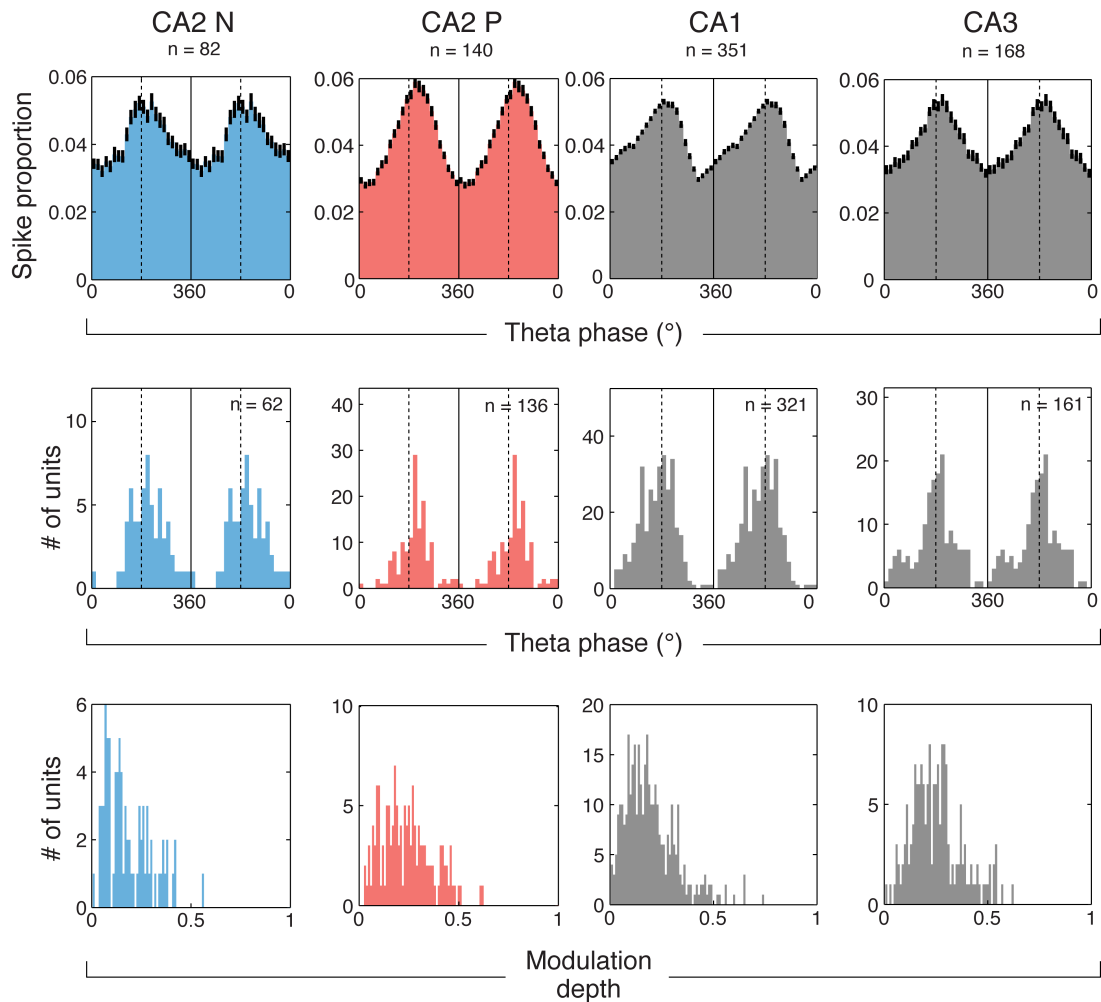 CA2 N
n = 82
CA2 P
n = 140
CA1
n = 351
CA3
n = 168
Spike proportion
0.06
0.04
0.02
0
0 360 0
0.06
0.04
0.02
0
0 360 0
0.06
0.04
0.02
0
0 360 0
0.06
0.04
0.02
0
0 360 0
Theta phase (°)
# of units
10
5
0
n = 62
0 360 0
40
30
20
10
0
n = 136
0 360 0
40
20
0
n = 321
0 360 0
30
20
10
0
n = 161
0 360 0
Theta phase (°)
# of units
6
4
2
0
0 0.5 1
10
5
0
0 0.5 1
20
15
10
5
0
0 0.5 1
10
5
0
0 0.5 1
Modulation
depth